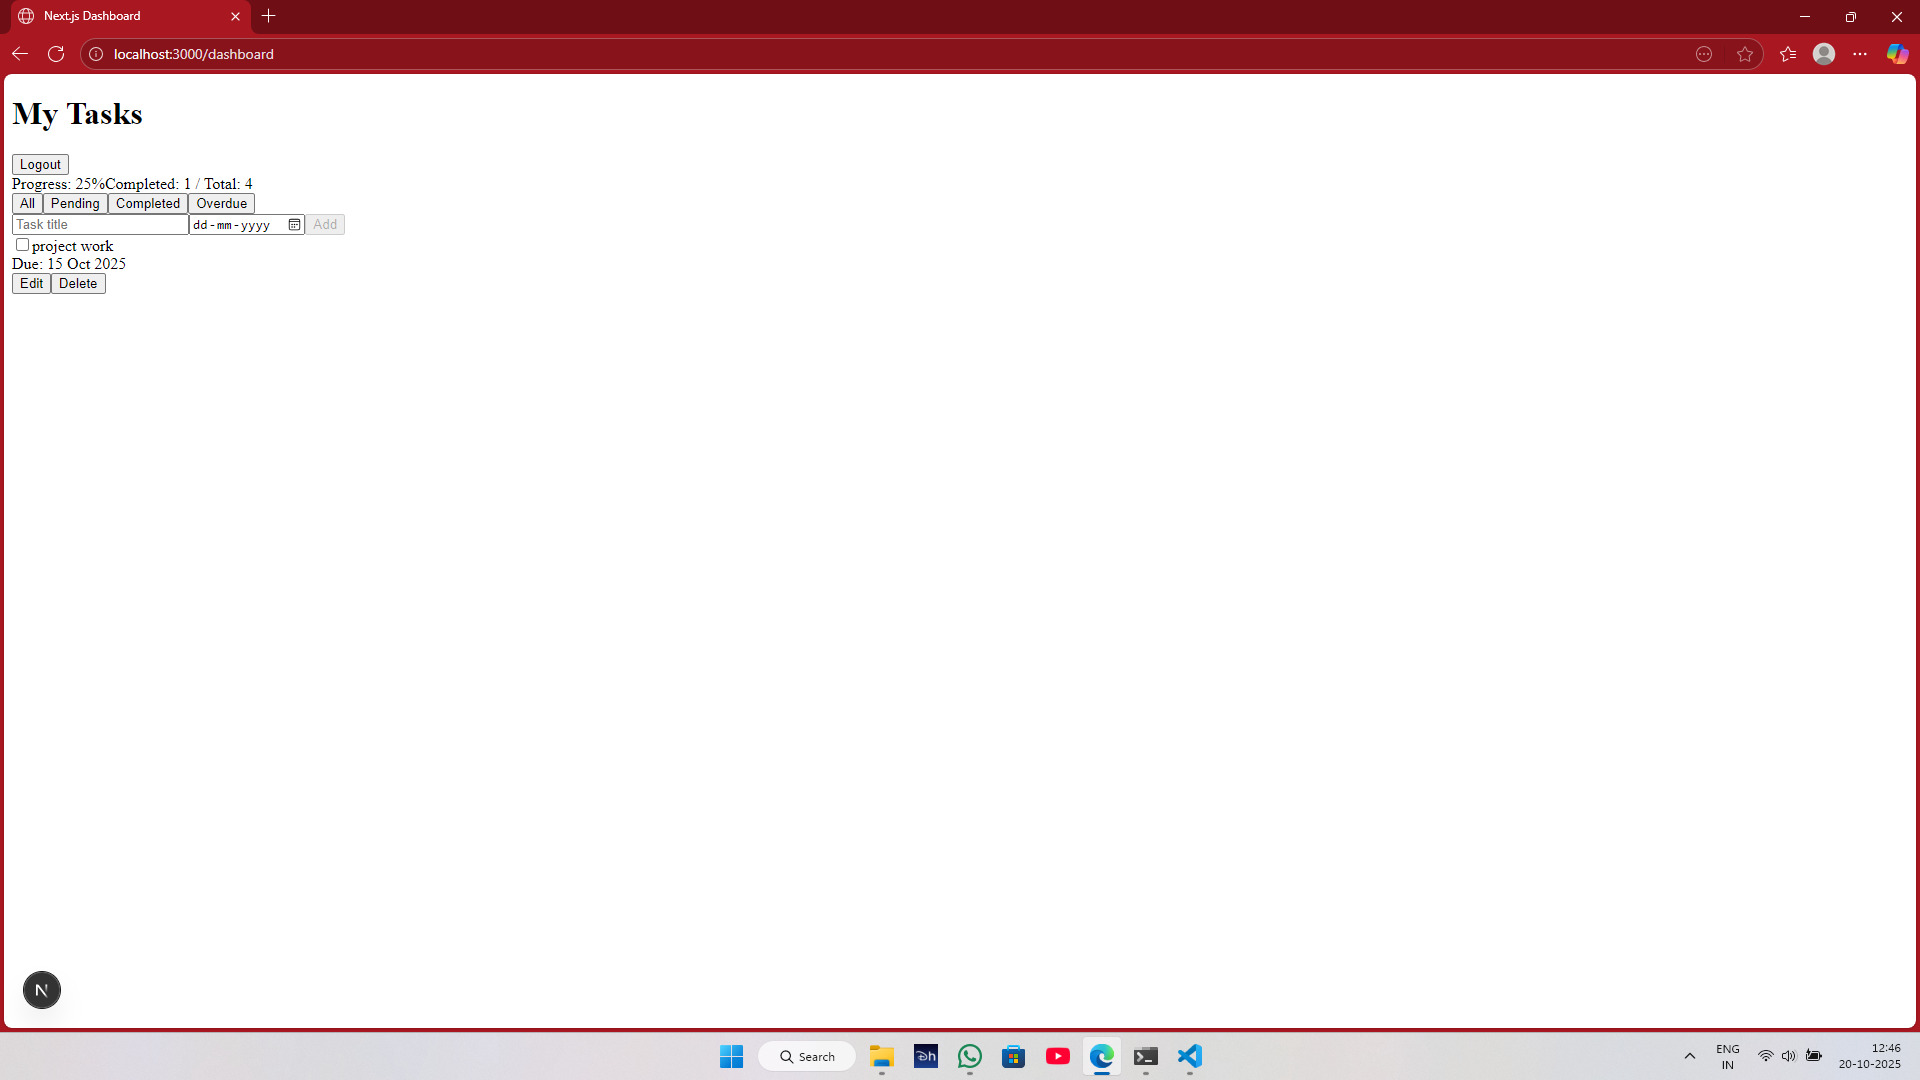 Next.js Dashboard
localhost:3000/dashboard
My Tasks
Logout
Progress: 25%Completed: 1 / Total: 4
All Pending Completed Overdue
Task title dd-mm-yyyy Add
project work
Due: 15 Oct 2025
Edit Delete
N
Search
Dh
ENG
IN
12:46
20-10-2025